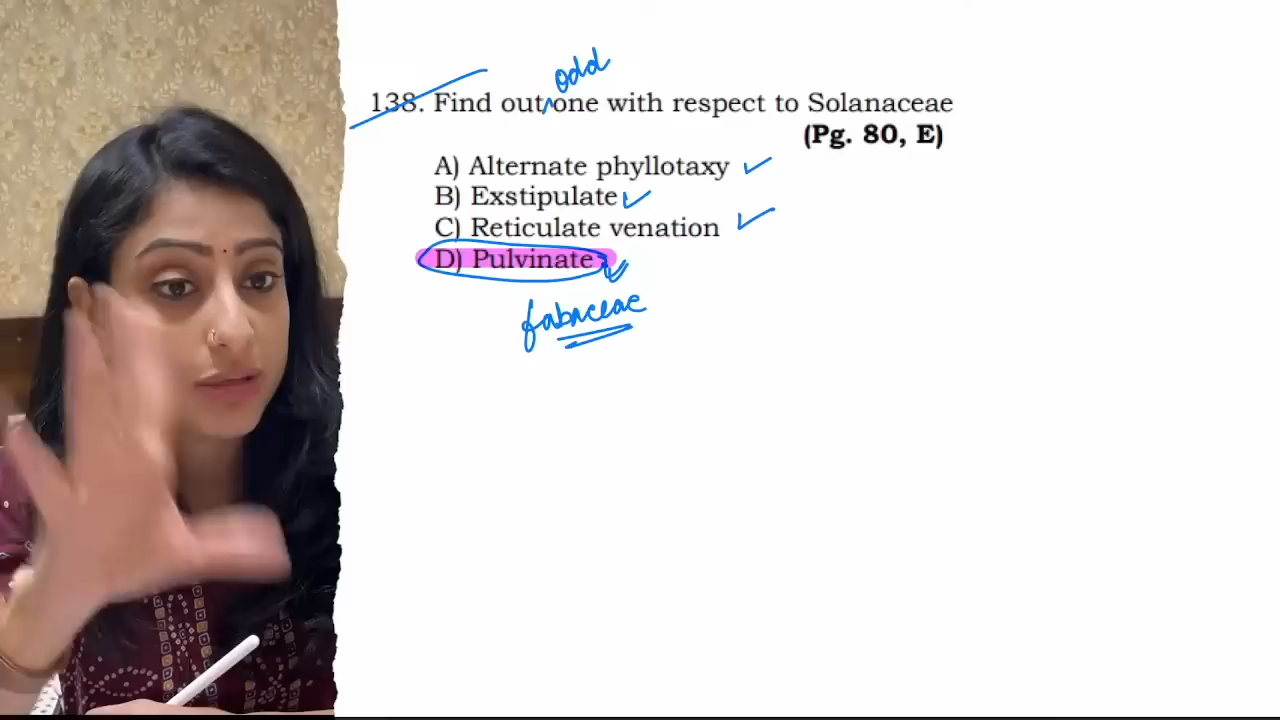 odd
138. Find out one with respect to Solanaceae
(Pg. 80, E)
A) Alternate phyllotaxy
B) Exstipulate
C) Reticulate venation
D) Pulvinate
fabaceae